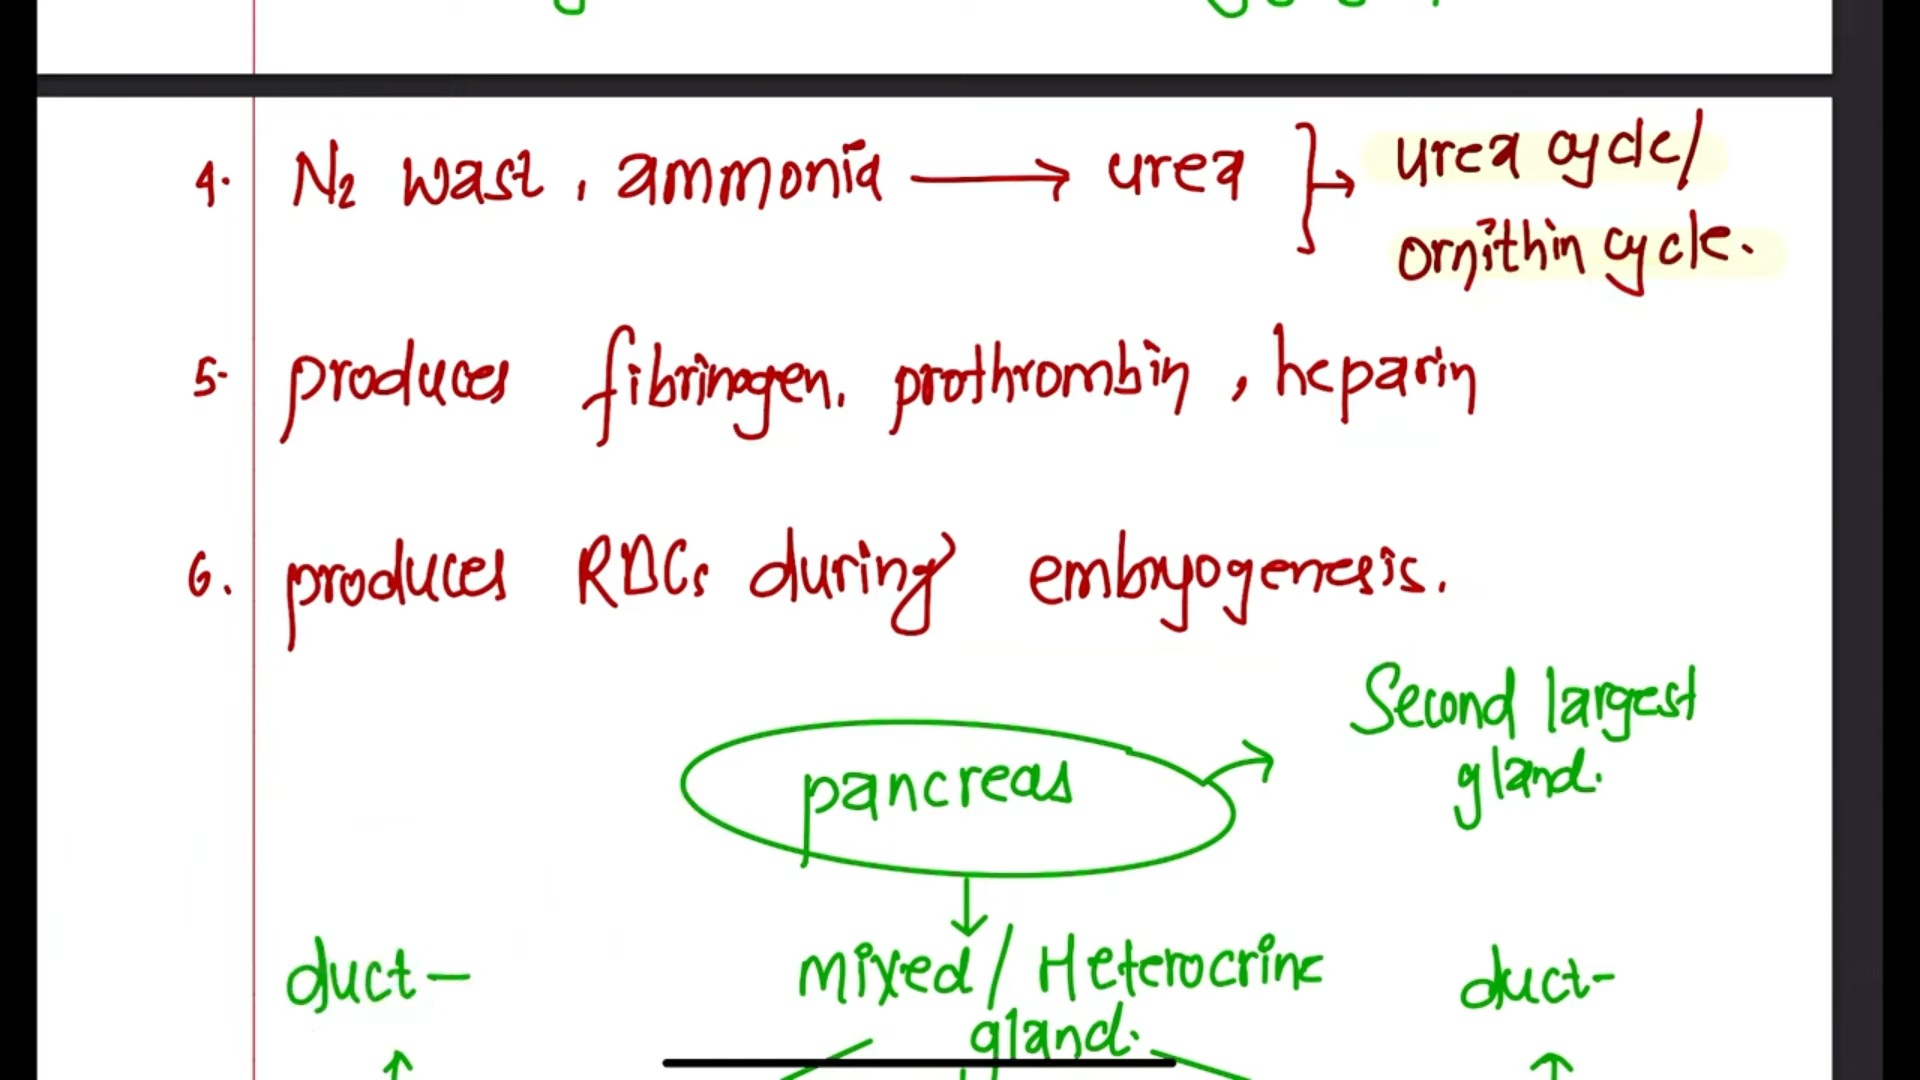 4. N2 wast, ammonia → urea } → urea cycle/
ornithin cycle.
5- produces fibrinogen, prothrombin, heparin
6. produces RBCs during embryogenesis.
Second largest
gland.
pancreas
duct— mixed/Heterocrine duct-
gland.